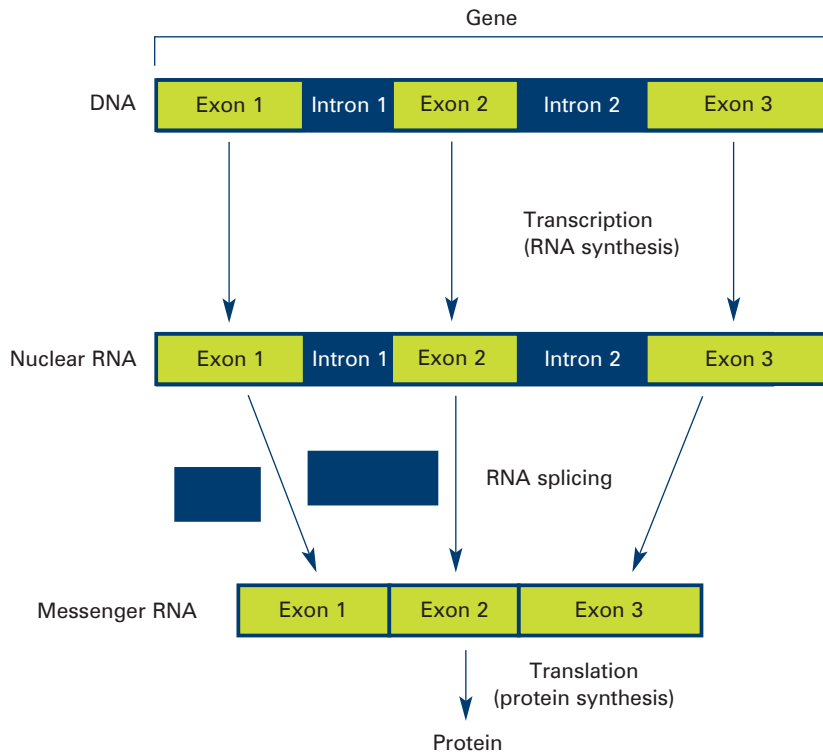 Gene
DNA
Exon 1 Intron 1 Exon 2 Intron 2 Exon 3
Transcription
(RNA synthesis)
Nuclear RNA
Exon 1 Intron 1 Exon 2 Intron 2 Exon 3
RNA splicing
Messenger RNA
Exon 1 Exon 2 Exon 3
Translation
(protein synthesis)
Protein